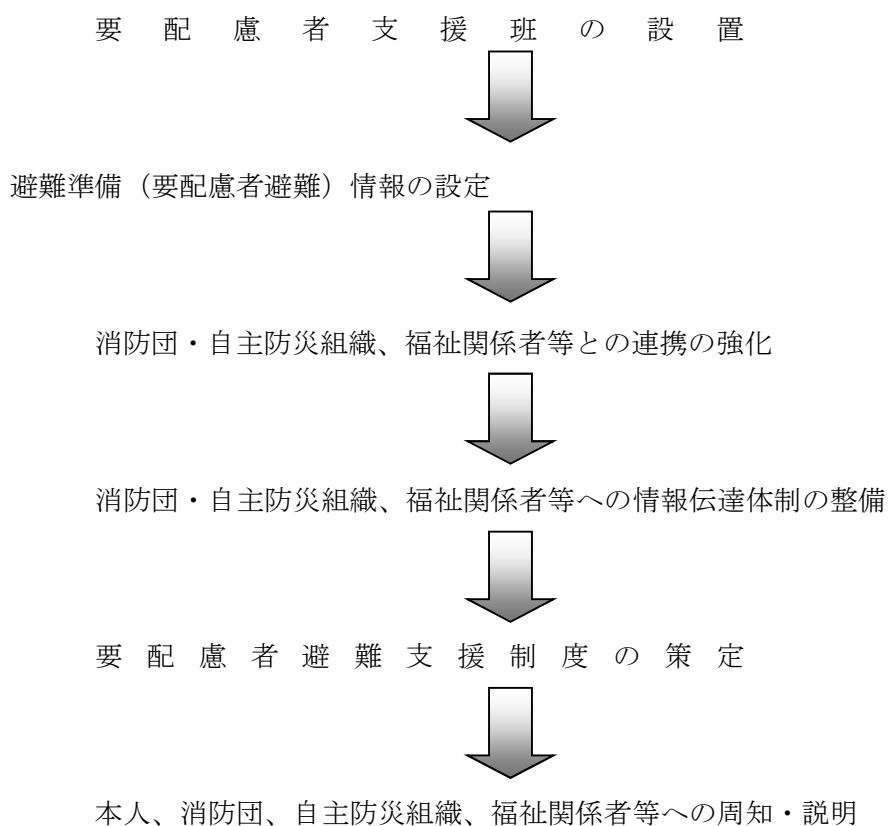 要配慮者支援班の設置
避難準備（要配慮者避難）情報の設定
消防団・自主防災組織、福祉関係者等との連携の強化
消防団・自主防災組織、福祉関係者等への情報伝達体制の整備
要配慮者避難支援制度の策定
本人、消防団、自主防災組織、福祉関係者等への周知・説明